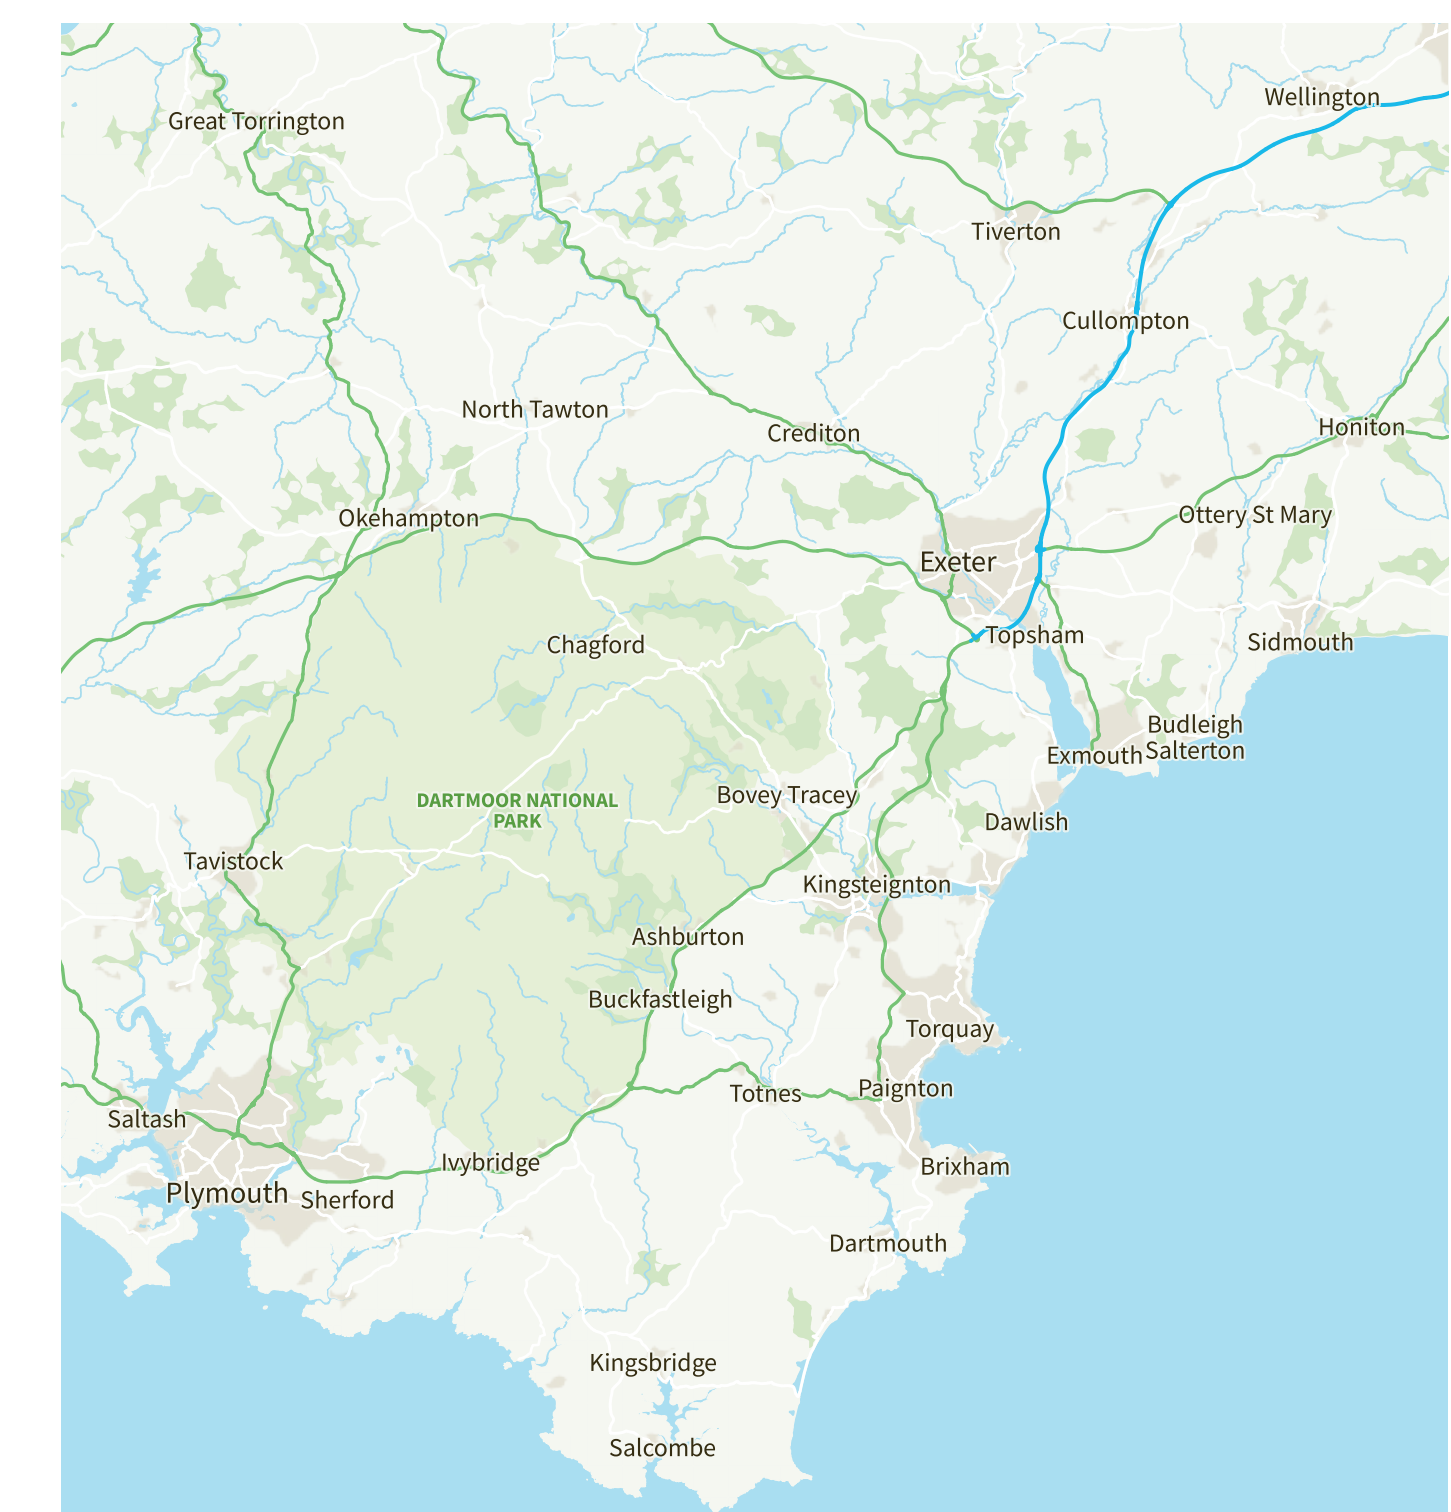 Wellington
Great Torrington
Tiverton
Cullompton
North Tawton
Honiton
Crediton
Okehampton
Ottery St Mary
Exeter
Topsham
Chagford
Sidmouth
Budleigh
Salterton
Exmouth
DARTMOOR NATIONAL
PARK
Bovey Tracey
Dawlish
Tavistock
Kingsteignton
Ashburton
Buckfastleigh
Torquay
Totnes
Paignton
Saltash
Ivybridge
Brixham
Plymouth
Sherford
Dartmouth
Kingsbridge
Salcombe